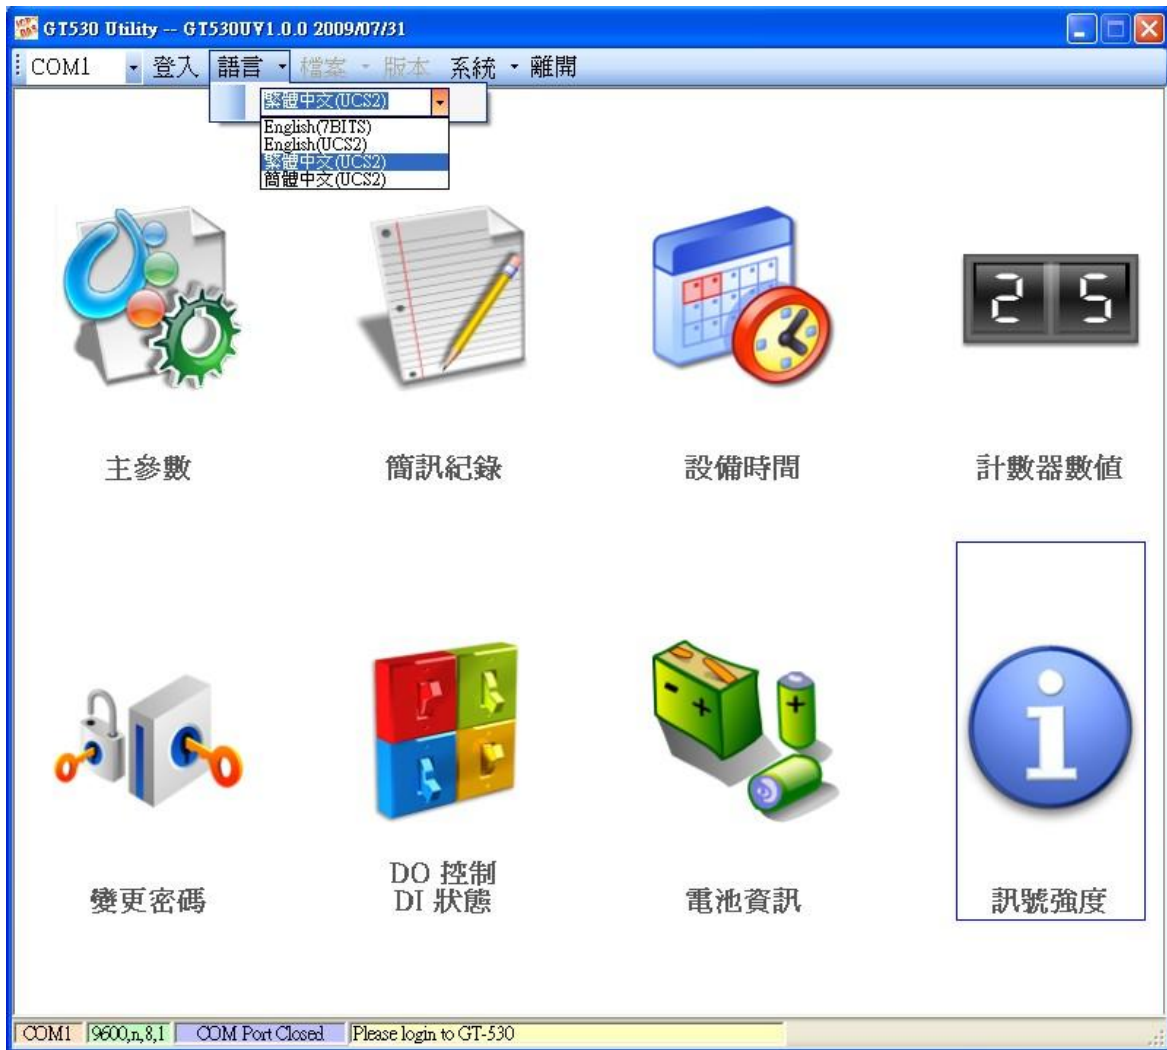 GT530 Utility -- GT530UV1.0.0 2009/07/31
COM1 登入 語言 檔案 版本 系統 離開
繁體中文(UCS2)
English(7BITS)
English(UCS2)
繁體中文(UCS2)
簡體中文(UCS2)
25
主參數 簡訊紀錄 設備時間 計數器數值
DO 控制
變更密碼 DI 狀態 電池資訊 訊號強度
COM1 9600,n,8,1 COM Port Closed Please login to GT-530